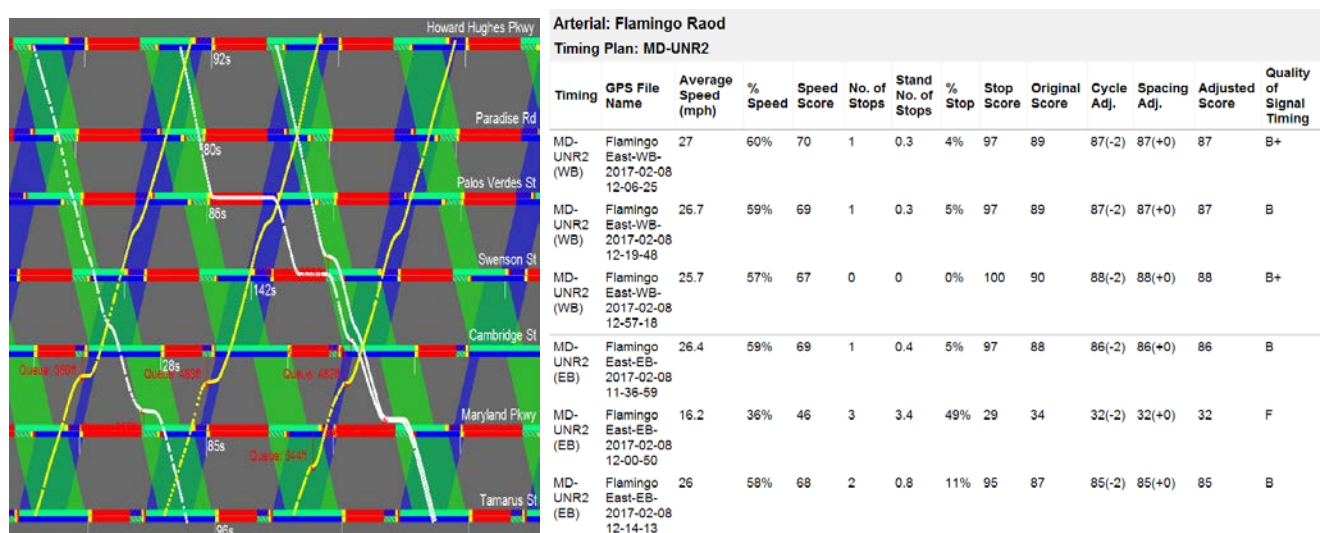 Howard Hughes Pkwy
92s
Paradise Rd
80s
Palos Verdes St
86s
Swenson St
142s
Cambridge St
28s
Queue: 483ft
Queue: 482ft
Maryland Pkwy
85s
Queue: 544ft
Tamarus St
96s
Arterial: Flamingo Raod
Timing Plan: MD-UNR2
Timing GPS File Name Average Speed (mph) % Speed Speed Score No. of Stops Stand No. of Stops % Stop Stop Score Original Score Cycle Adj. Spacing Adj. Adjusted Score Quality of Signal Timing
MD-UNR2 (WB) Flamingo East-WB-2017-02-08 12-06-25 27 60% 70 1 0.3 4% 97 89 87(-2) 87(+0) 87 B+
MD-UNR2 (WB) Flamingo East-WB-2017-02-08 12-19-48 26.7 59% 69 1 0.3 5% 97 89 87(-2) 87(+0) 87 B
MD-UNR2 (WB) Flamingo East-WB-2017-02-08 12-57-18 25.7 57% 67 0 0 0% 100 90 88(-2) 88(+0) 88 B+
MD-UNR2 (EB) Flamingo East-EB-2017-02-08 11-36-59 26.4 59% 69 1 0.4 5% 97 88 86(-2) 86(+0) 86 B
MD-UNR2 (EB) Flamingo East-EB-2017-02-08 12-00-50 16.2 36% 46 3 3.4 49% 29 34 32(-2) 32(+0) 32 F
MD-UNR2 (EB) Flamingo East-EB-2017-02-08 12-14-13 26 58% 68 2 0.8 11% 95 87 85(-2) 85(+0) 85 B